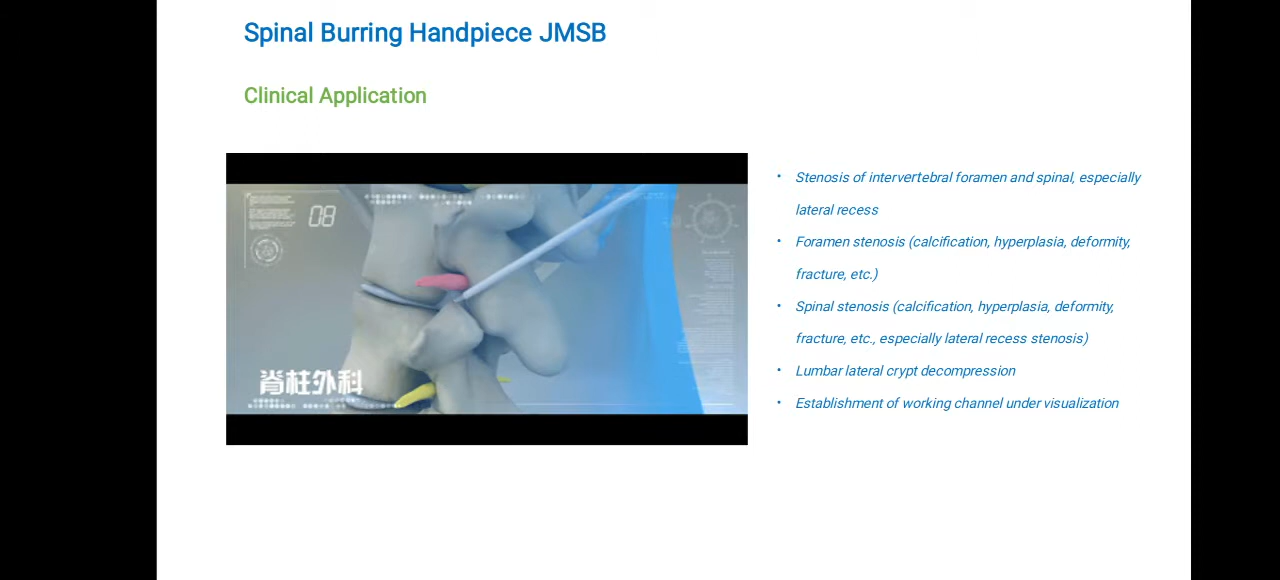 Spinal Burring Handpiece JMSB
Clinical Application
08
脊柱外科
• Stenosis of intervertebral foramen and spinal, especially
lateral recess
• Foramen stenosis (calcification, hyperplasia, deformity,
fracture, etc.)
• Spinal stenosis (calcification, hyperplasia, deformity,
fracture, etc., especially lateral recess stenosis)
• Lumbar lateral crypt decompression
• Establishment of working channel under visualization